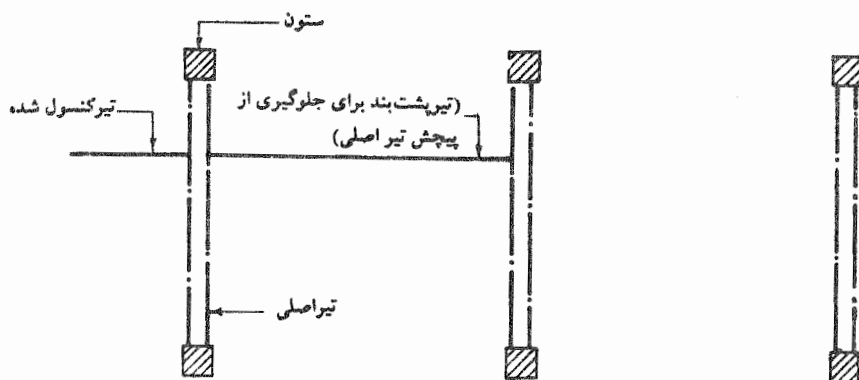 ستون
(تیرپشت‌بند برای جلوگیری از
پیچش تیر اصلی)
تیرکنسول شده
تیراصلی